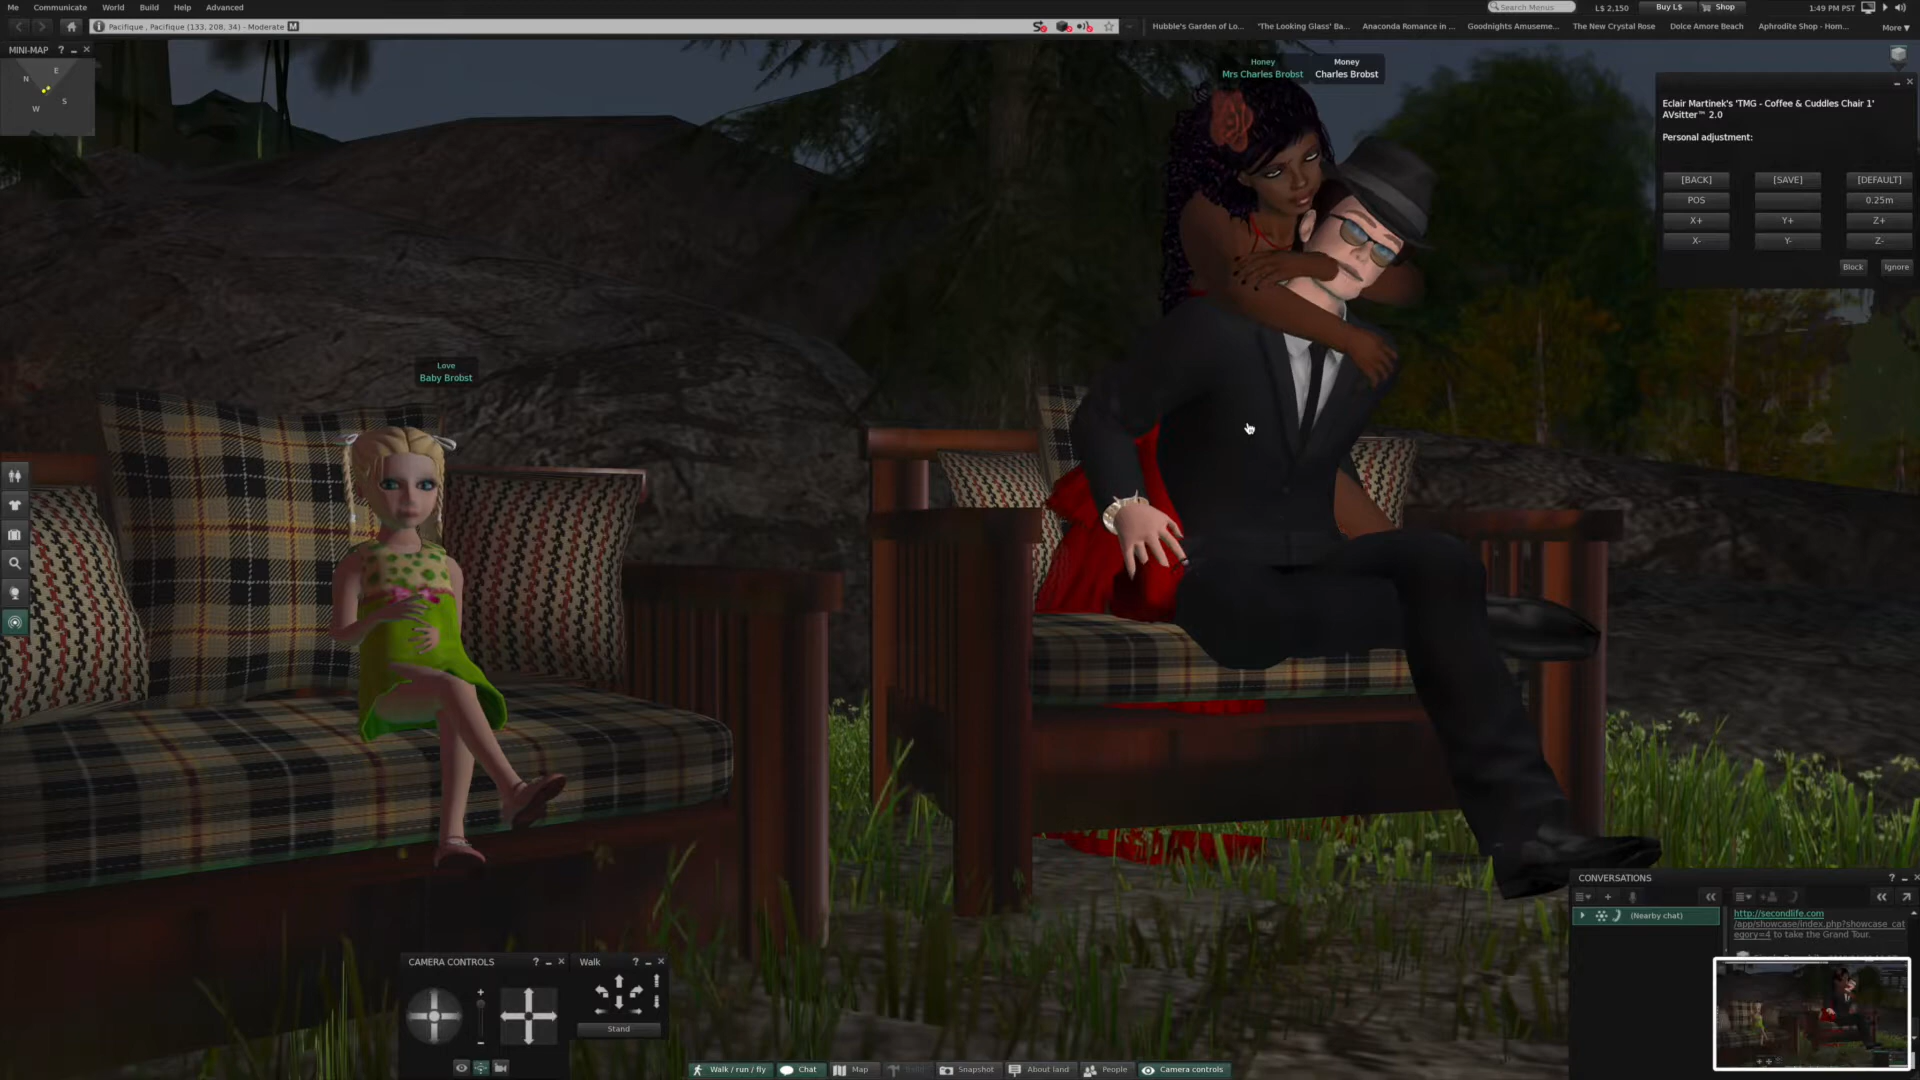 Me Communicate World Build Help Advanced
Search Menus L$ 2,150 Buy L$ Shop 1:49 PM PST
Pacifique , Pacifique (133, 208, 34) - Moderate M
Hubble's Garden of Lo... 'The Looking Glass' Ba... Anaconda Romance in ... Goodnights Amuseme... The New Crystal Rose Dolce Amore Beach Aphrodite Shop - Hom... More
MINI-MAP ?
N E
W S
Honey
Mrs Charles Brobst
Money
Charles Brobst
Eclair Martinek's 'TMG - Coffee & Cuddles Chair 1'
AVsitter™ 2.0
Personal adjustment:
[BACK] [SAVE] [DEFAULT]
POS 0.25m
X+ Y+ Z+
X- Y- Z-
Block Ignore
Love
Baby Brobst
CONVERSATIONS ?
(Nearby chat)
http://secondlife.com
/app/showcase/index.php?showcase_cat
egory=4 to take the Grand Tour.
CAMERA CONTROLS ?
Walk ?
Stand
Walk / run / fly Chat Map Snapshot About land People Camera controls